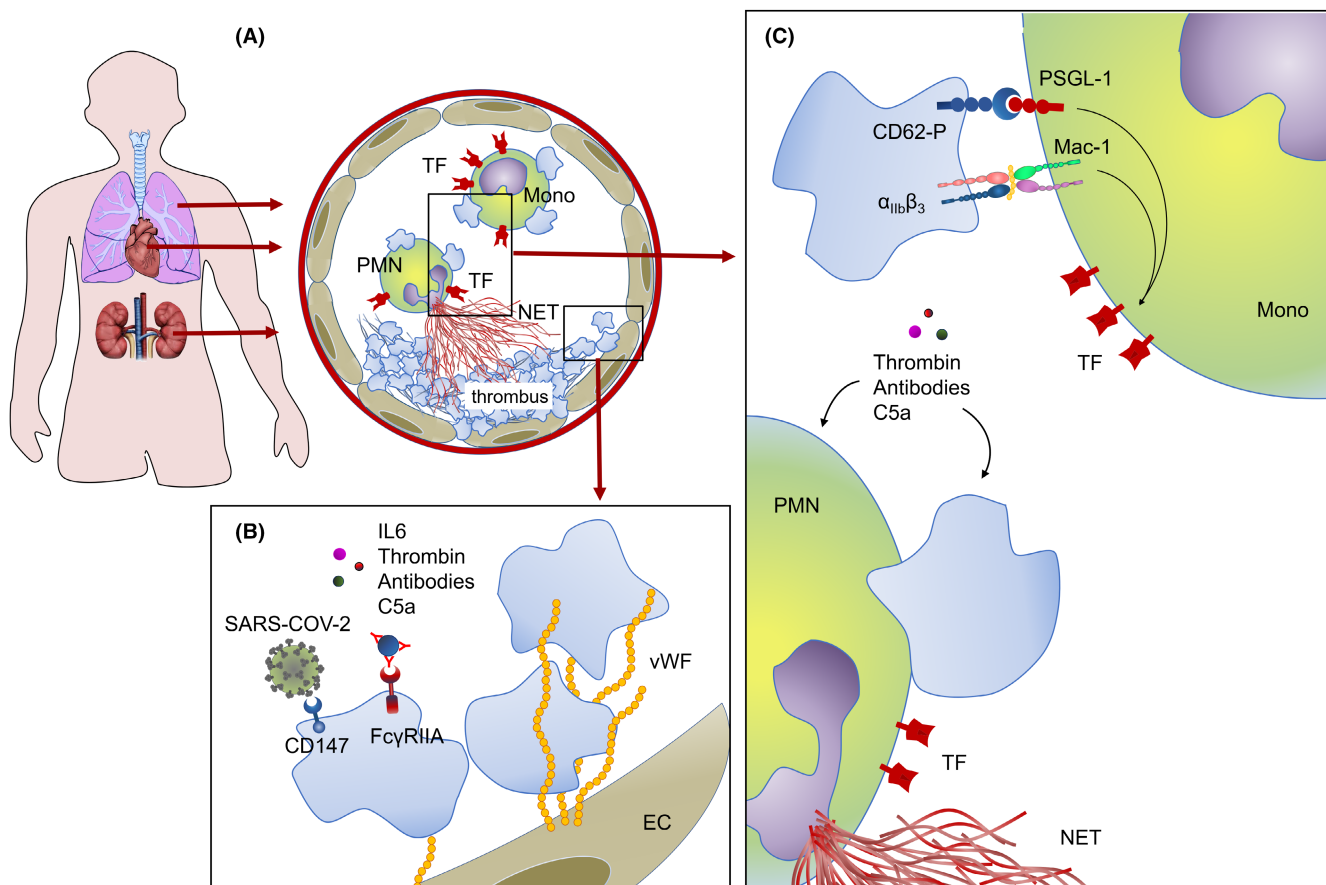 (A)
TF
Mono
PMN
TF
NET
thrombus
(B)
IL6
Thrombin
Antibodies
C5a
SARS-COV-2
CD147
FcγRIIA
vWF
EC
(C)
PSGL-1
CD62-P
Mac-1
αIIbβ3
Mono
TF
Thrombin
Antibodies
C5a
PMN
TF
NET